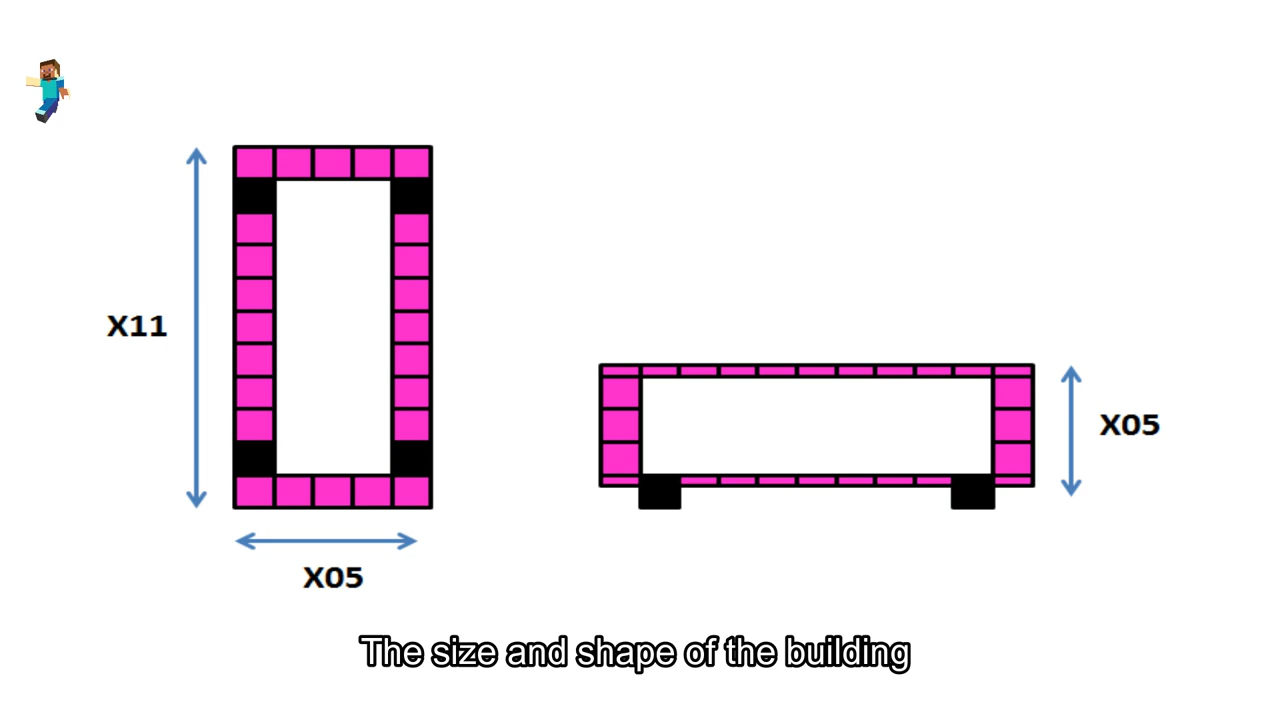 X11
X05
X05
The size and shape of the building